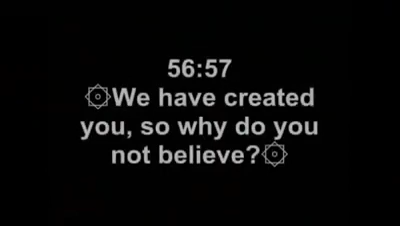 56:57
۞We have created
you, so why do you
not believe?۞